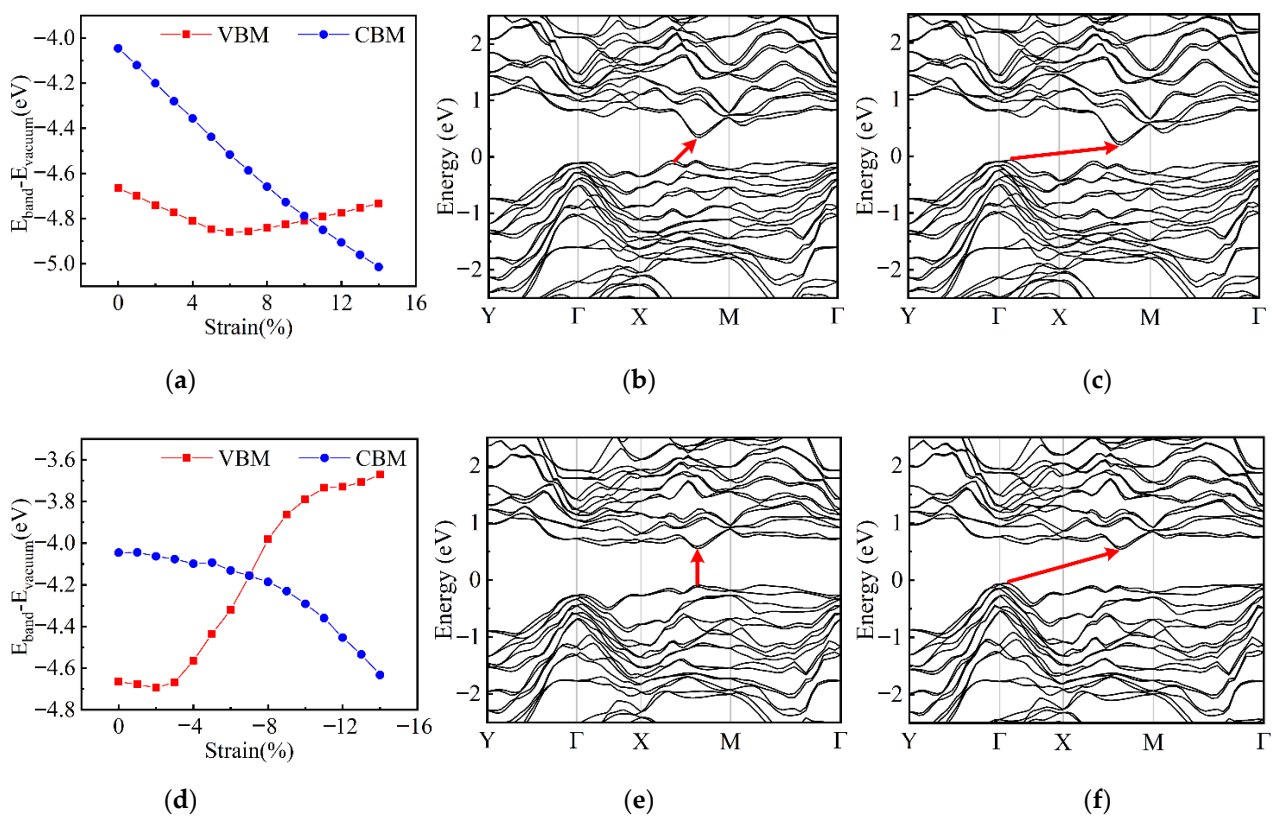 VBM CBM
−4.0
−4.2
−4.4
−4.6
−4.8
−5.0
E_band-E_vacuum(eV)
0 4 8 12 16
Strain(%)
(a)
2
1
0
−1
−2
Energy (eV)
Y Γ X M Γ
(b)
2
1
0
−1
−2
Energy (eV)
Y Γ X M Γ
(c)
VBM CBM
−3.6
−3.8
−4.0
−4.2
−4.4
−4.6
−4.8
E_band-E_vacuum(eV)
0 −4 −8 −12 −16
Strain(%)
(d)
2
1
0
−1
−2
Energy (eV)
Y Γ X M Γ
(e)
2
1
0
−1
−2
Energy (eV)
Y Γ X M Γ
(f)